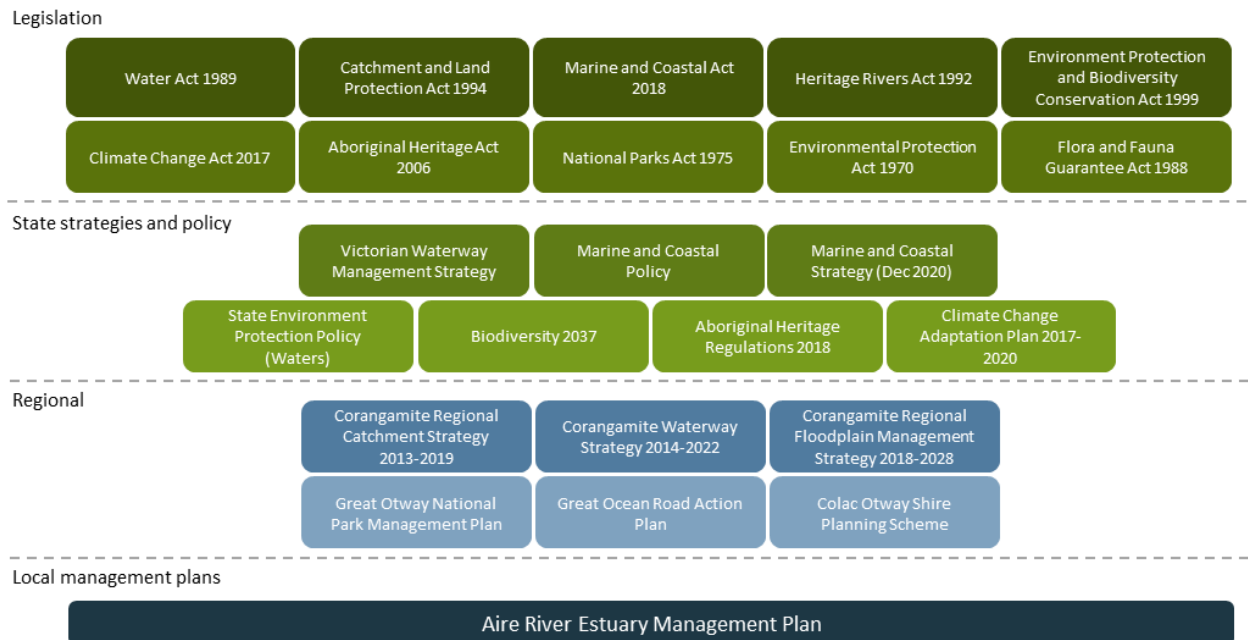 Legislation
Water Act 1989
Catchment and Land
Protection Act 1994
Marine and Coastal Act
2018
Heritage Rivers Act 1992
Environment Protection
and Biodiversity
Conservation Act 1999
Climate Change Act 2017
Aboriginal Heritage Act
2006
National Parks Act 1975
Environmental Protection
Act 1970
Flora and Fauna
Guarantee Act 1988
State strategies and policy
Victorian Waterway
Management Strategy
Marine and Coastal
Policy
Marine and Coastal
Strategy (Dec 2020)
State Environment
Protection Policy
(Waters)
Biodiversity 2037
Aboriginal Heritage
Regulations 2018
Climate Change
Adaptation Plan 2017-
2020
Regional
Corangamite Regional
Catchment Strategy
2013-2019
Corangamite Waterway
Strategy 2014-2022
Corangamite Regional
Floodplain Management
Strategy 2018-2028
Great Otway National
Park Management Plan
Great Ocean Road Action
Plan
Colac Otway Shire
Planning Scheme
Local management plans
Aire River Estuary Management Plan